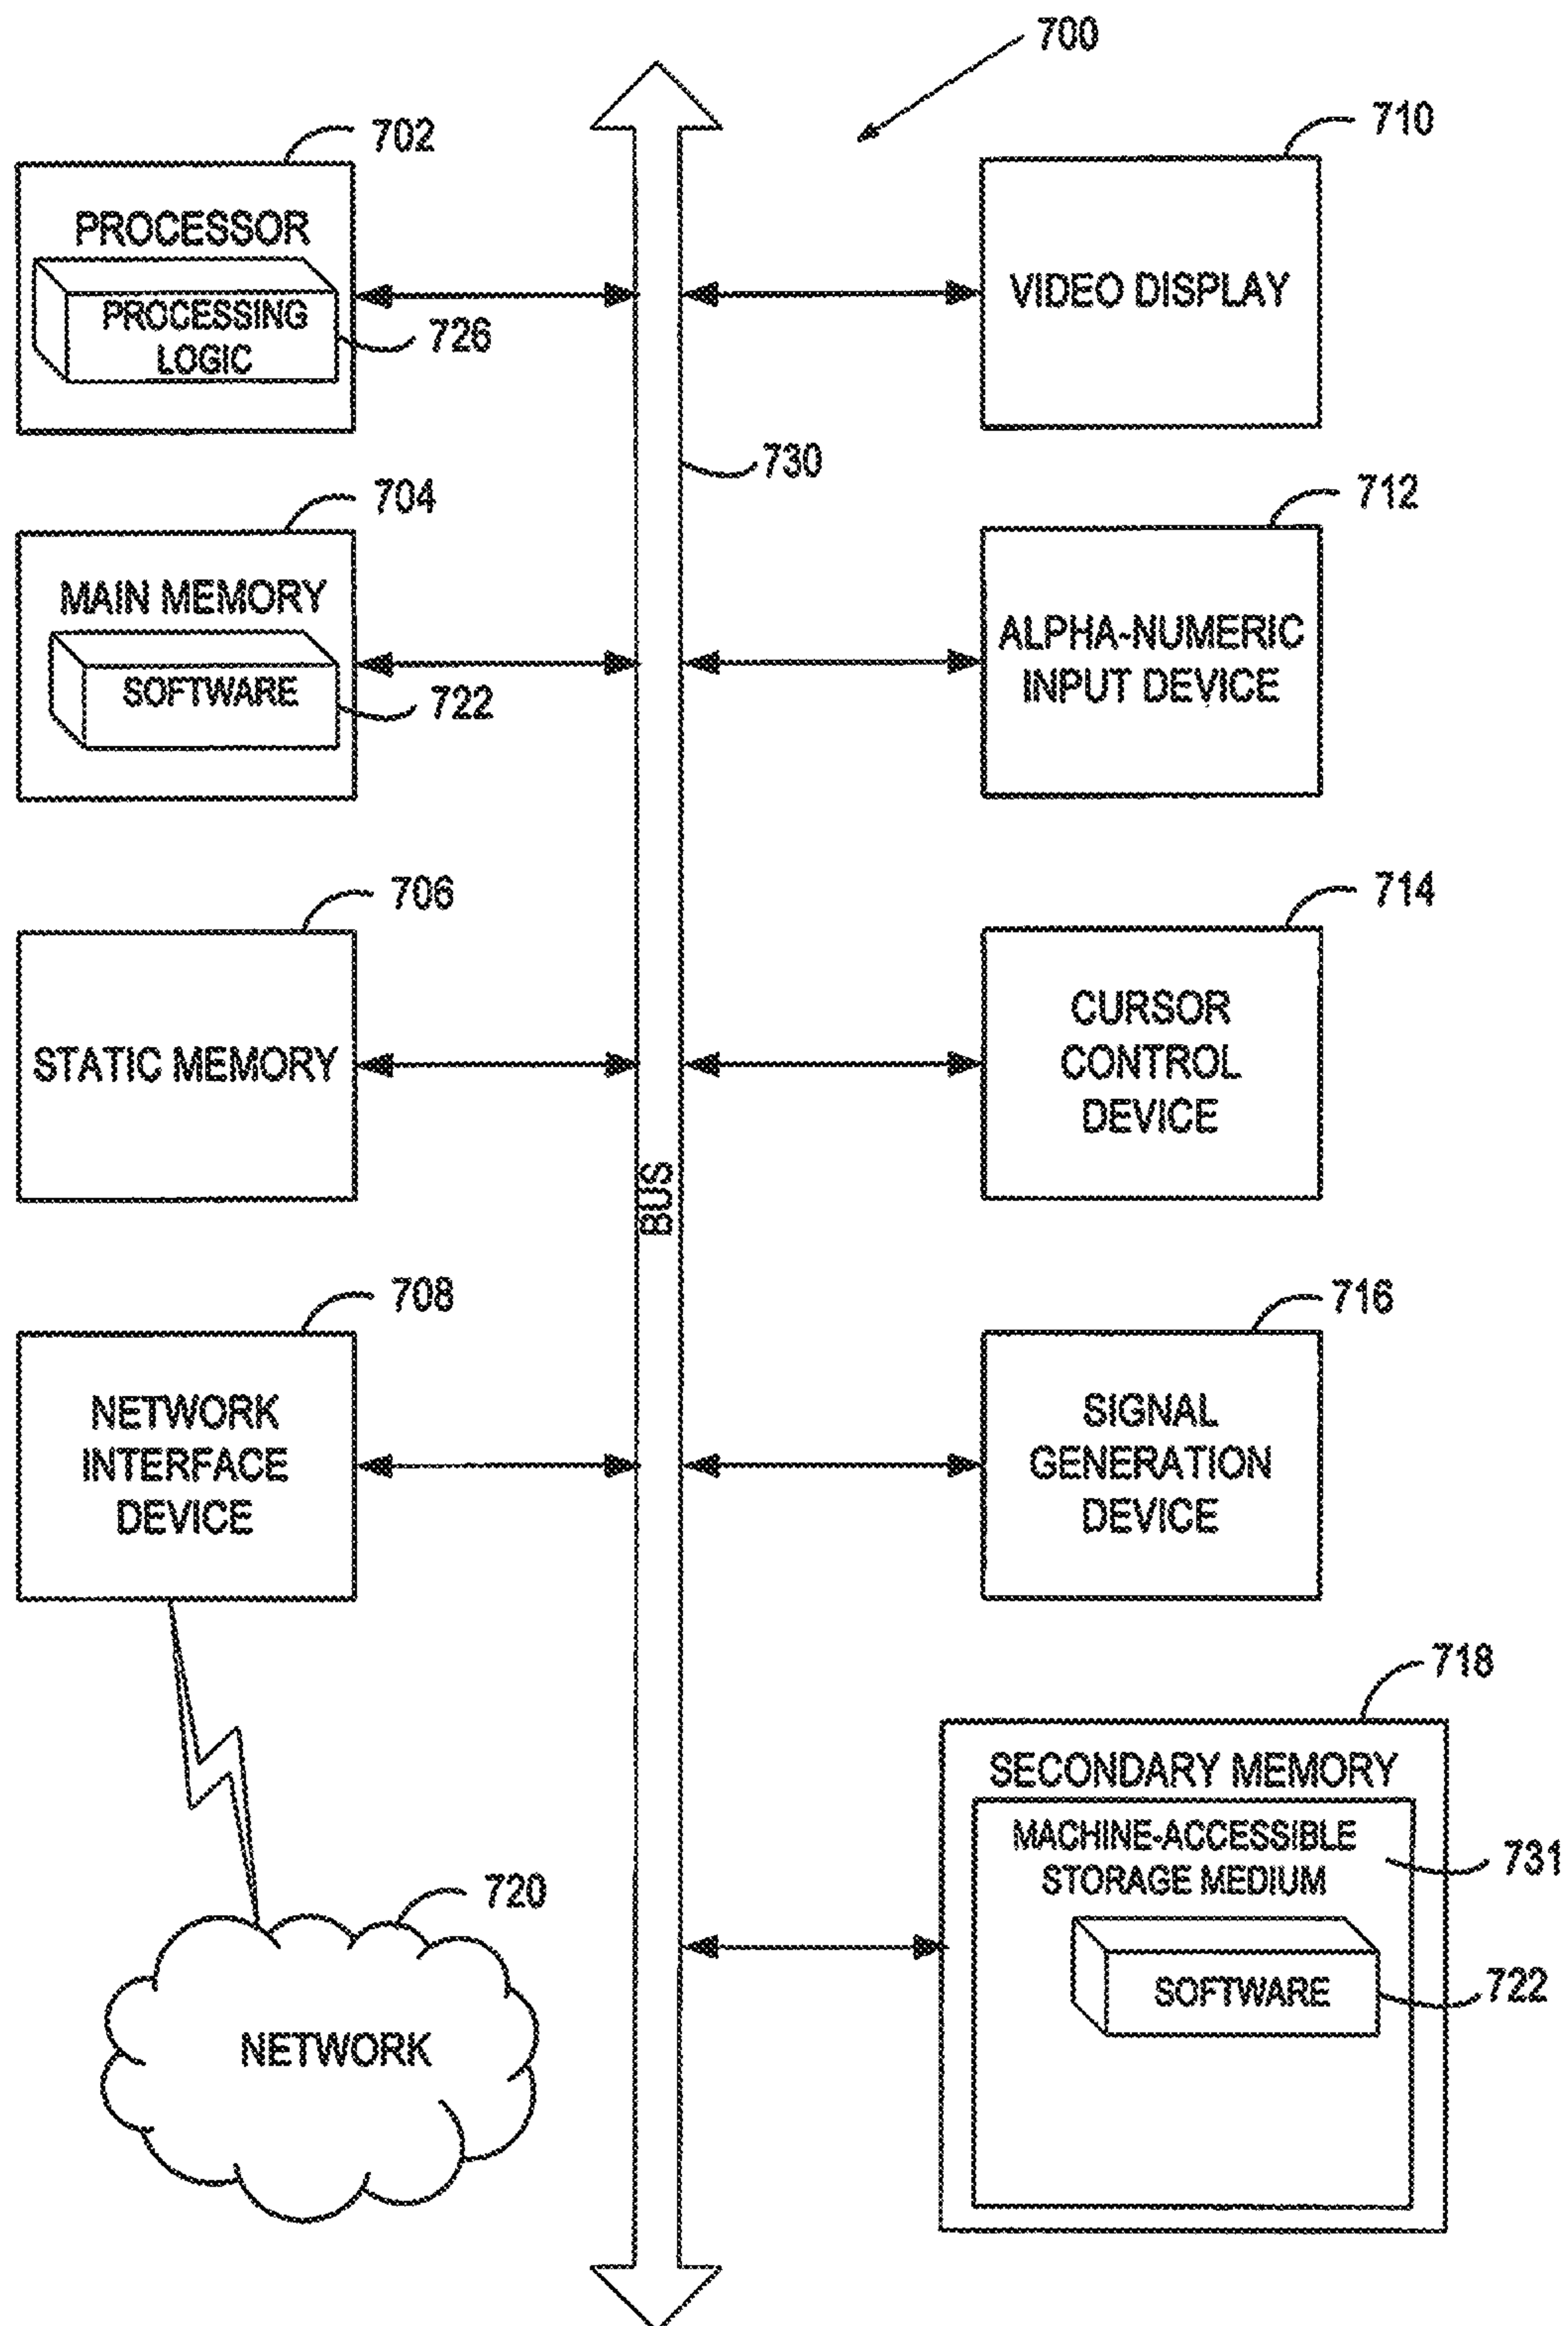 700
702
PROCESSOR
PROCESSING
LOGIC
726
710
VIDEO DISPLAY
730
704
MAIN MEMORY
SOFTWARE
722
712
ALPHA-NUMERIC
INPUT DEVICE
706
STATIC MEMORY
714
CURSOR
CONTROL
DEVICE
BUS
708
NETWORK
INTERFACE
DEVICE
716
SIGNAL
GENERATION
DEVICE
718
SECONDARY MEMORY
MACHINE-ACCESSIBLE
STORAGE MEDIUM
731
SOFTWARE
722
720
NETWORK